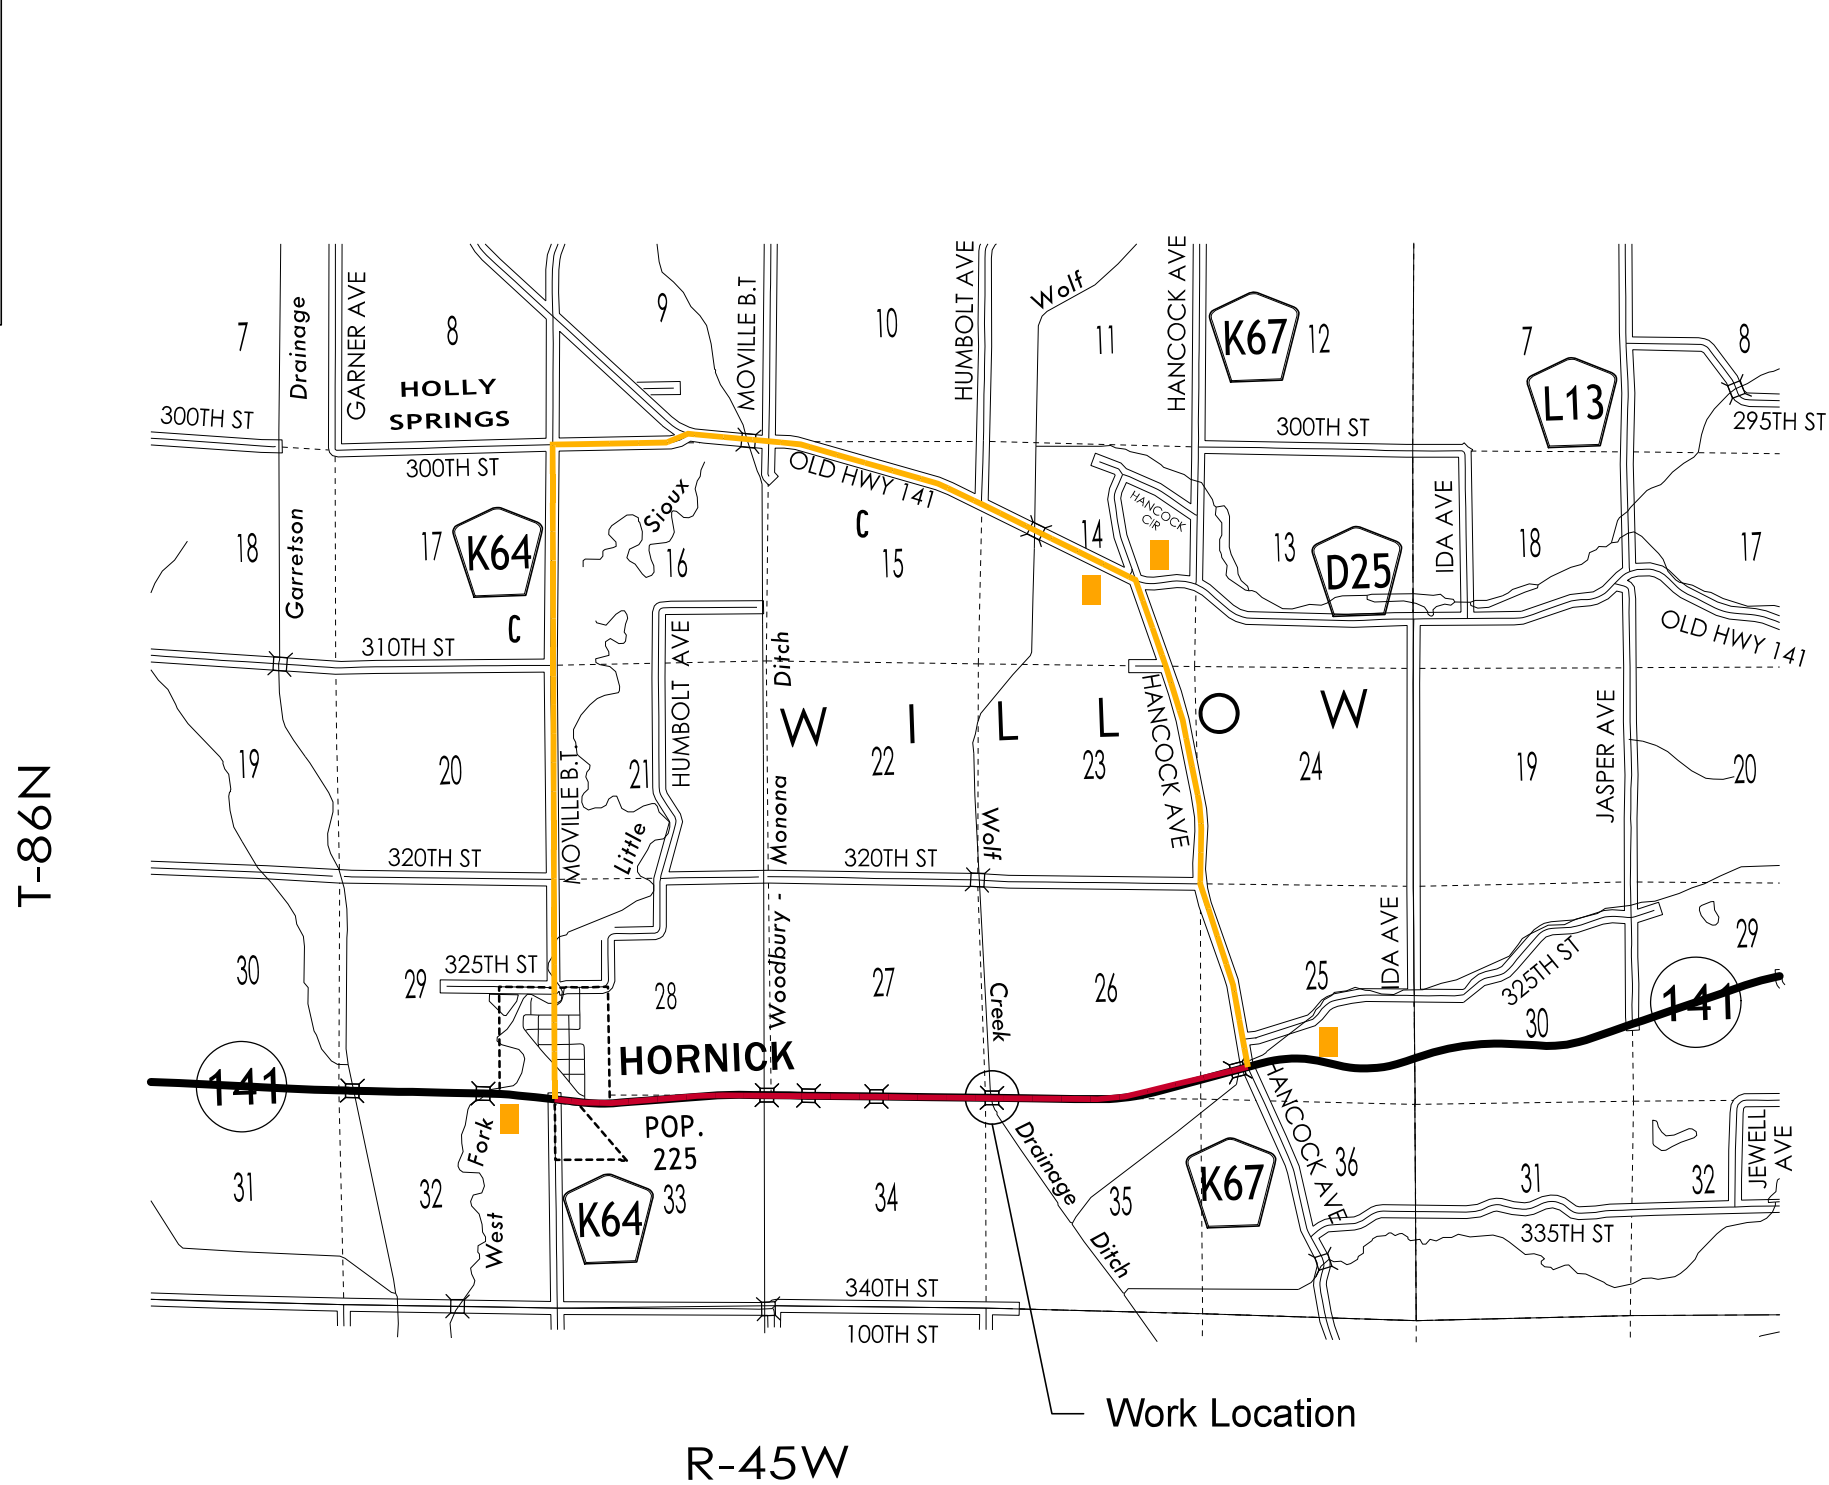 HUMBOLT AVE
HANCOCK AVE
Wolf
GARNER AVE
MOVILLE B.T
Drainage
7
8
9
10
11
K67
12
7
8
HOLLY
SPRINGS
L13
300TH ST
300TH ST
295TH ST
300TH ST
OLD HWY 141
Sioux
HANCOCK
CIR
IDA AVE
Garretson
18
17
K64
16
C
15
14
13
D25
18
17
C
310TH ST
HUMBOLT AVE
Ditch
OLD HWY 141
HANCOCK AVE
JASPER AVE
W I L L O W
T-86N
19
20
21
22
23
24
19
20
MOVILLE B.T.
Monona
Wolf
Little
320TH ST
320TH ST
Woodbury -
IDA AVE
325TH ST
30
29
28
27
26
25
29
325TH ST
Creek
30
141
HORNICK
141
POP.
225
Fork
Drainage
HANCOCK AVE
JEWELL
AVE
31
32
33
34
35
K67
36
31
32
West
K64
Ditch
335TH ST
340TH ST
100TH ST
Work Location
R-45W